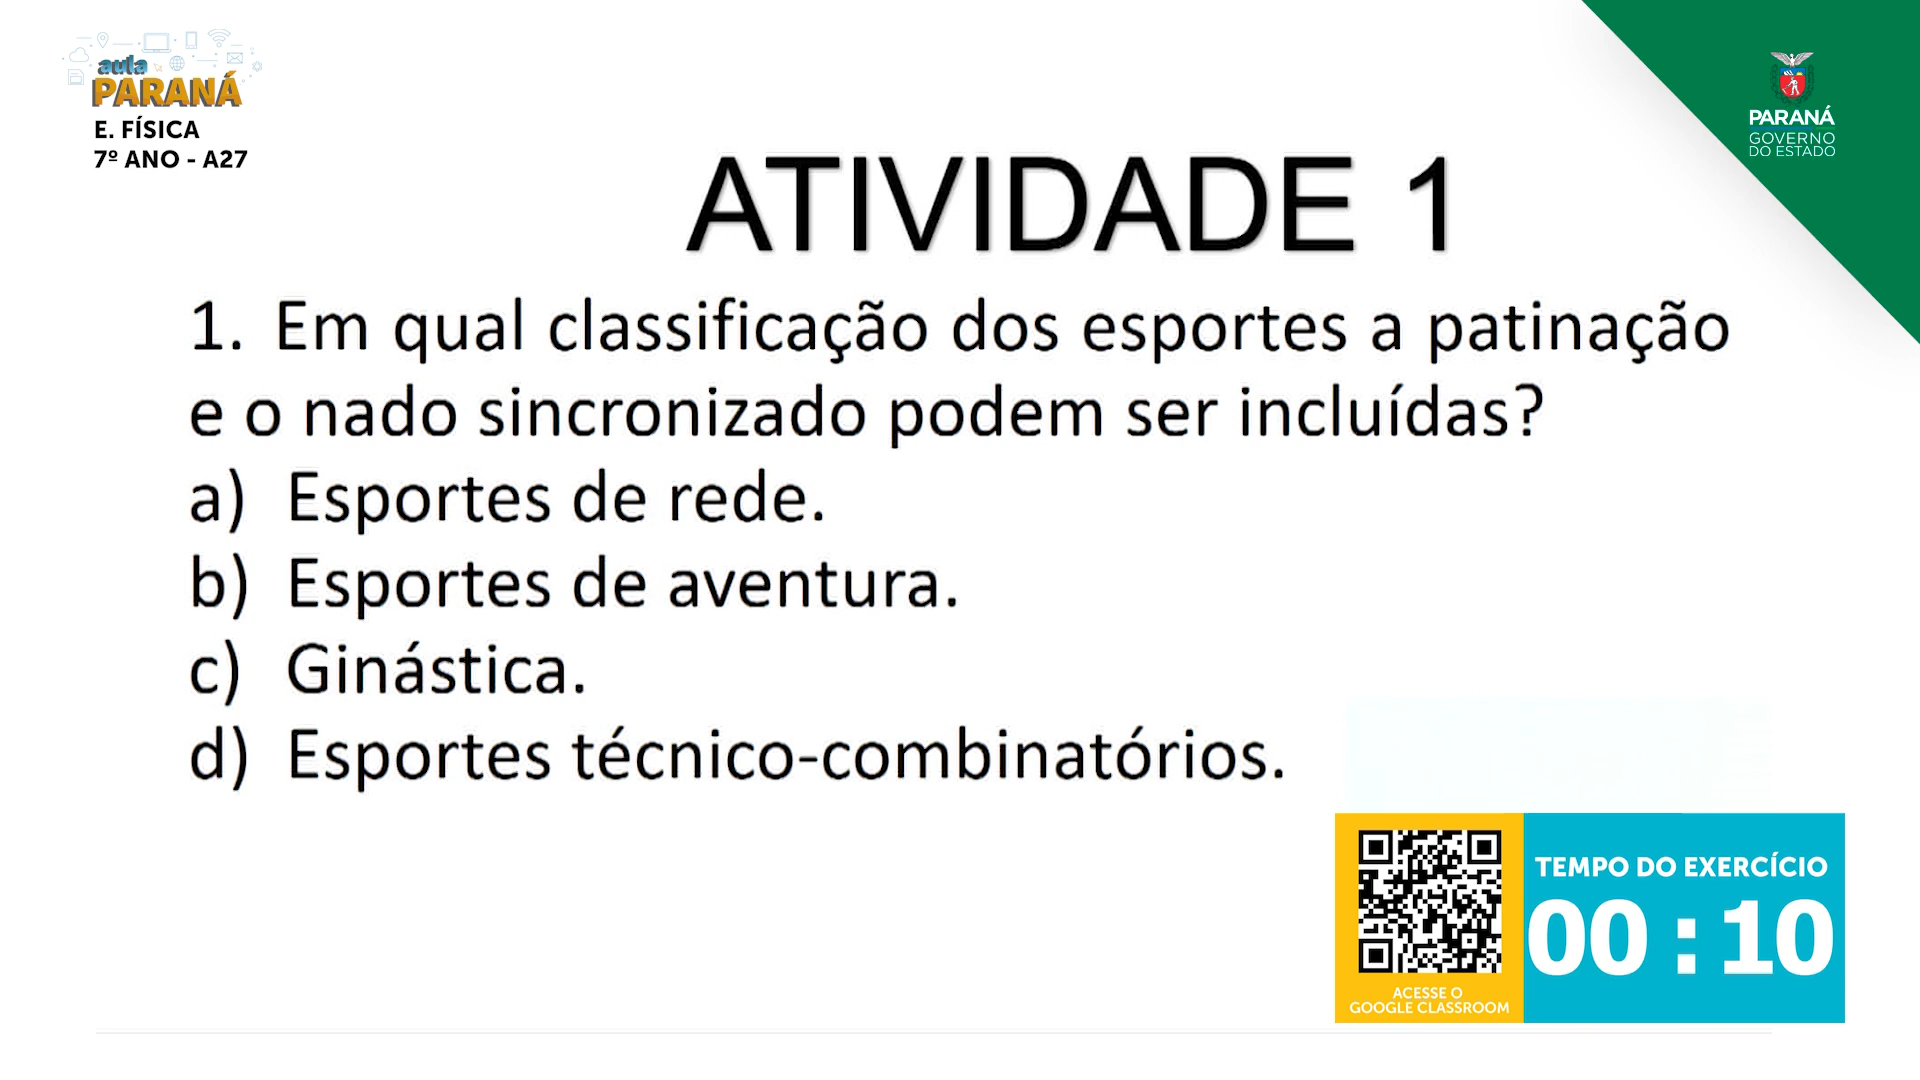 aula
PARANÁ
E. FÍSICA
7º ANO - A27
PARANÁ
GOVERNO
DO ESTADO
ATIVIDADE 1
1. Em qual classificação dos esportes a patinação
e o nado sincronizado podem ser incluídas?
a) Esportes de rede.
b) Esportes de aventura.
c) Ginástica.
d) Esportes técnico-combinatórios.
ACESSE O
GOOGLE CLASSROOM
TEMPO DO EXERCÍCIO
00 : 10